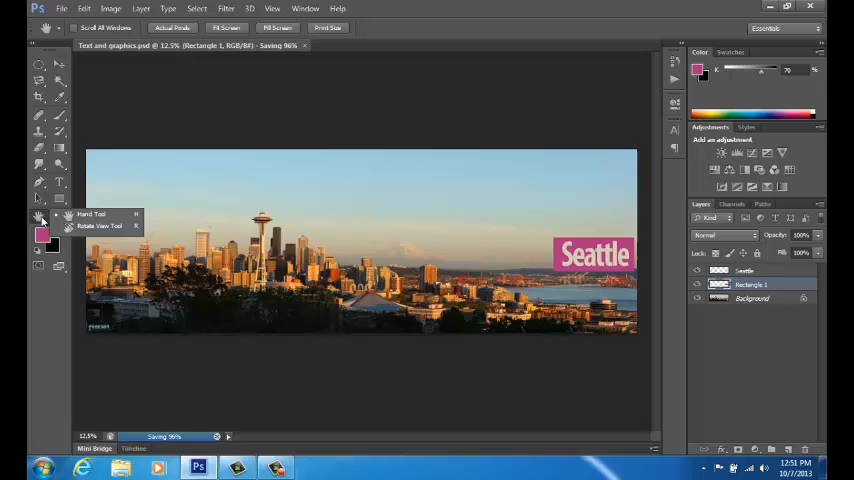 Ps File Edit Image Layer Type Select Filter 3D View Window Help
Scroll All Windows Actual Pixels Fit Screen Fill Screen Print Size Essentials
Text and graphics.psd @ 12.5% (Rectangle 1, RGB/8#) - Saving 96% ×
Color Swatches
K 70 %
Adjustments Styles
Add an adjustment
Hand Tool H
Rotate View Tool R
Seattle
Layers Channels Paths
Kind
Normal Opacity: 100%
Lock: Fill: 100%
Seattle
Rectangle 1
Background
12.5% Saving 96%
Mini Bridge Timeline
Ps
12:51 PM
10/7/2013